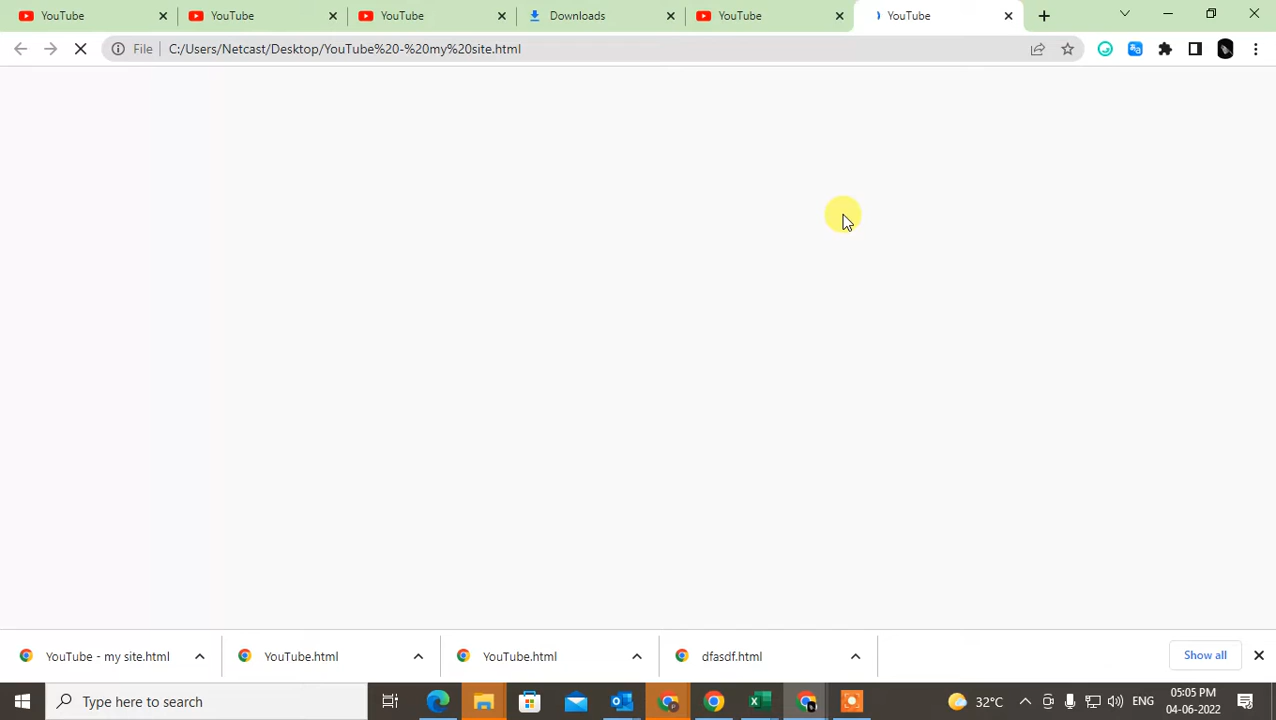 YouTube
YouTube
YouTube
Downloads
YouTube
YouTube
File
C:/Users/Netcast/Desktop/YouTube%20-%20my%20site.html
YouTube - my site.html
YouTube.html
YouTube.html
dfasdf.html
Show all
Type here to search
32°C
ENG
05:05 PM
04-06-2022